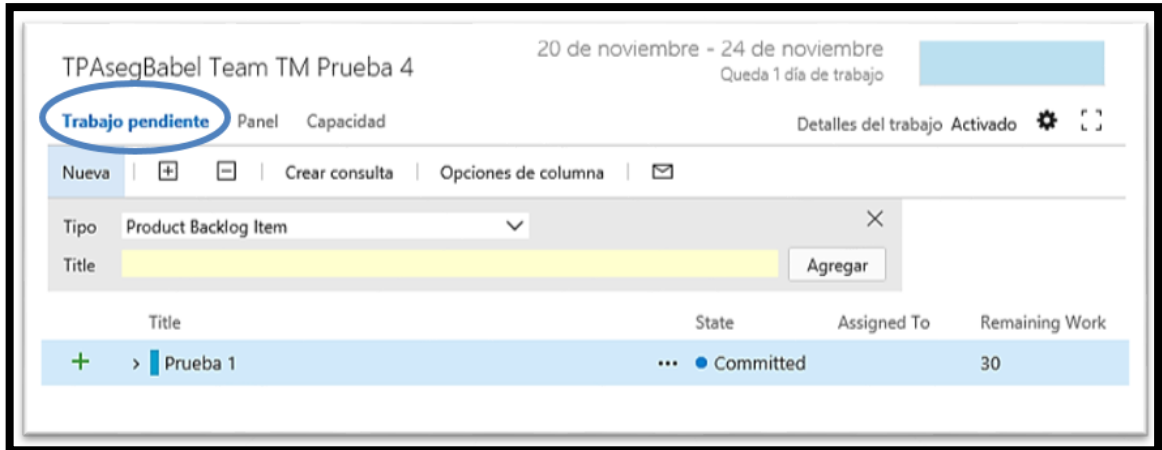 TPAsegBabel Team TM Prueba 4
20 de noviembre - 24 de noviembre
Queda 1 día de trabajo
Trabajo pendiente Panel Capacidad Detalles del trabajo Activado
Nueva Crear consulta Opciones de columna
Tipo Product Backlog Item
Title Agregar
Title State Assigned To Remaining Work
Prueba 1 ••• Committed 30